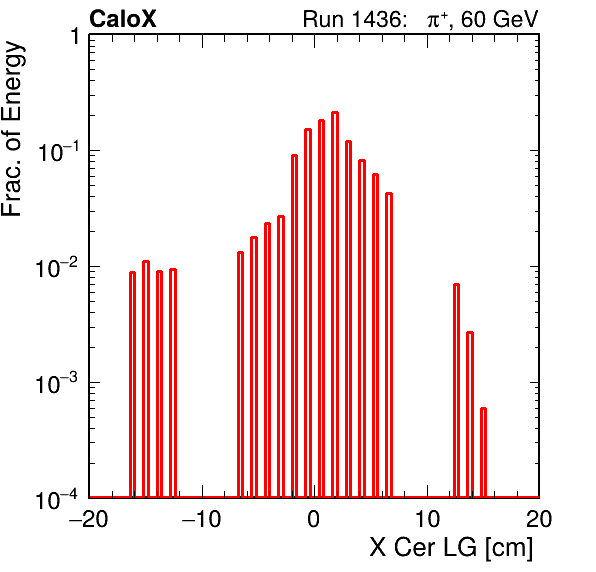 CaloX Run 1436: π⁺, 60 GeV
Frac. of Energy
1
10⁻¹
10⁻²
10⁻³
10⁻⁴
−20 −10 0 10 20
X Cer LG [cm]